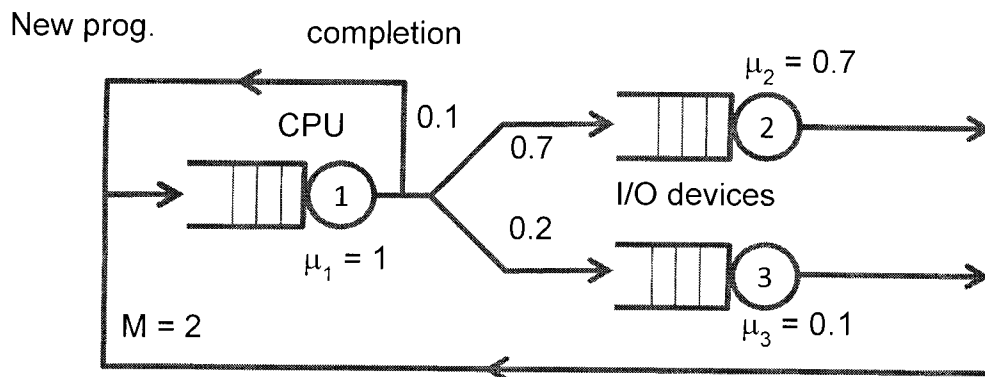 New prog.
completion
μ₂ = 0.7
CPU
0.1
2
0.7
1
I/O devices
0.2
μ₁ = 1
3
M = 2
μ₃ = 0.1